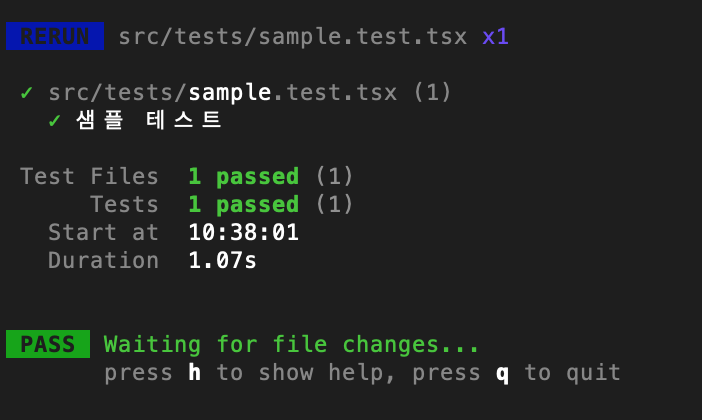 RERUN src/tests/sample.test.tsx x1
✓ src/tests/sample.test.tsx (1)
✓ 샘플 테스트
Test Files 1 passed (1)
Tests 1 passed (1)
Start at 10:38:01
Duration 1.07s
PASS Waiting for file changes...
press h to show help, press q to quit